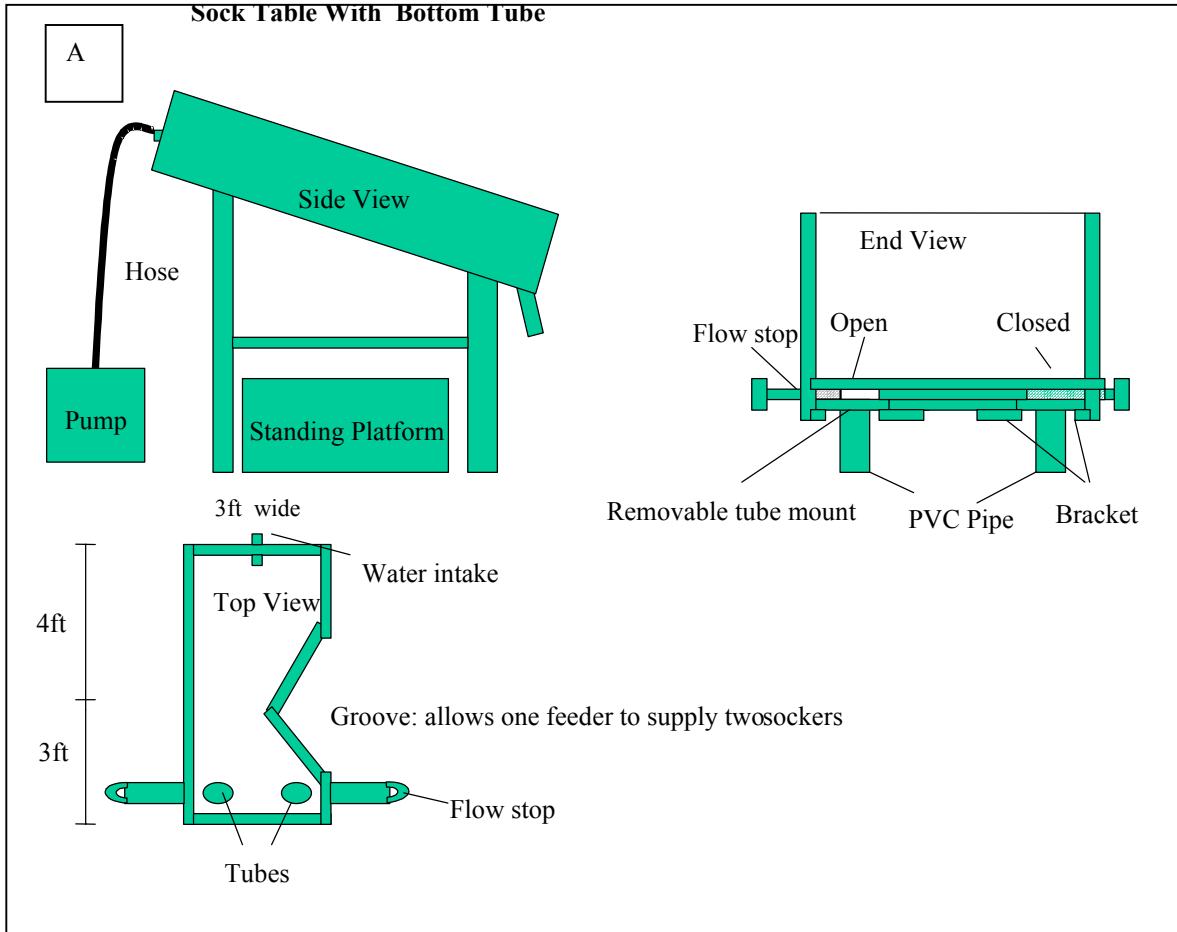 Sock Table With Bottom Tube
A
Side View
Hose
Pump
Standing Platform
End View
Flow stop
Open
Closed
Removable tube mount
PVC Pipe
Bracket
3ft wide
Water intake
Top View
4ft
Groove: allows one feeder to supply twosockers
3ft
Flow stop
Tubes